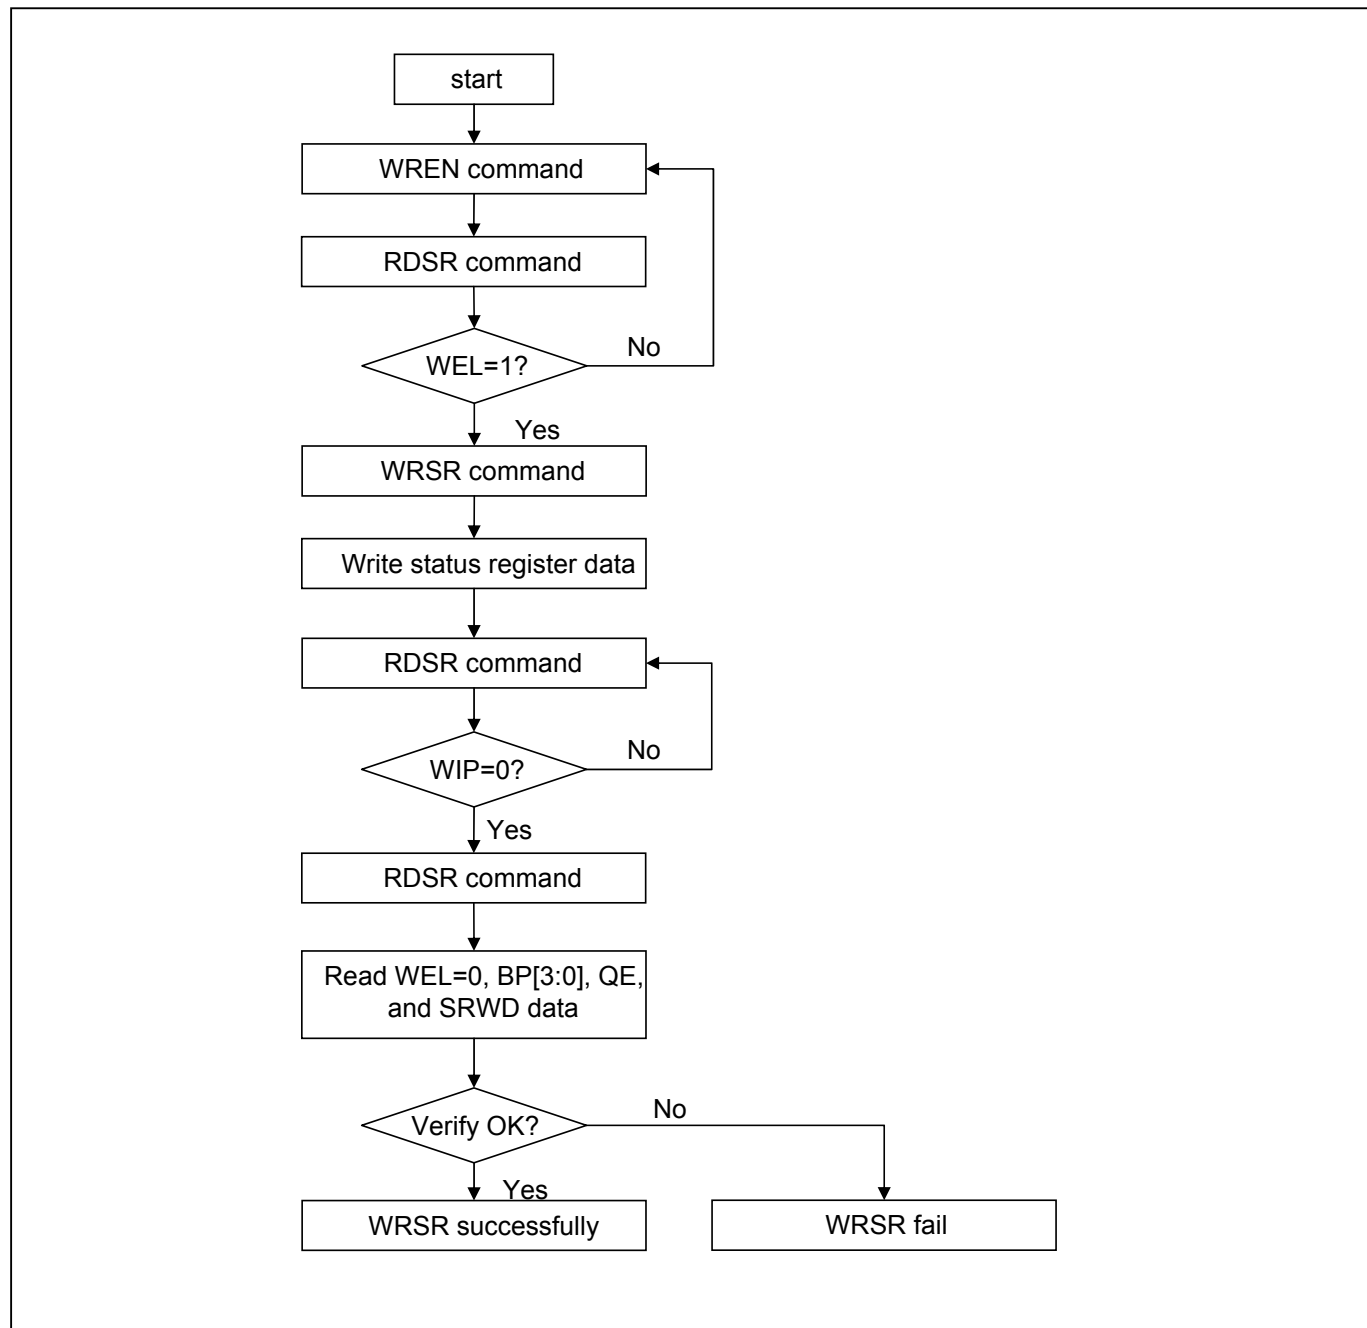 start
WREN command
RDSR command
WEL=1?
No
Yes
WRSR command
Write status register data
RDSR command
WIP=0?
No
Yes
RDSR command
Read WEL=0, BP[3:0], QE,
and SRWD data
Verify OK?
No
Yes
WRSR successfully
WRSR fail